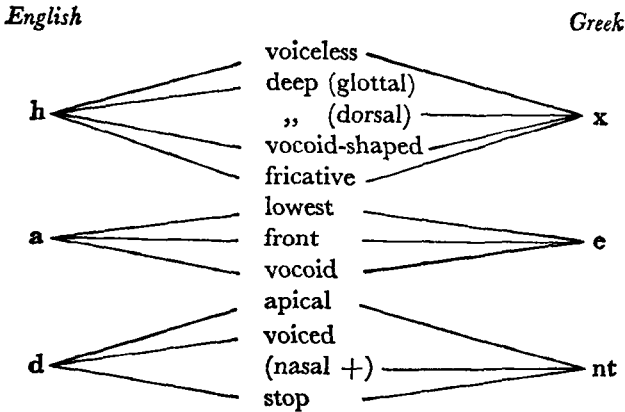 English Greek
voiceless
deep (glottal)
h „ (dorsal) x
vocoid-shaped
fricative
lowest
a front e
vocoid
apical
voiced
d (nasal +) nt
stop